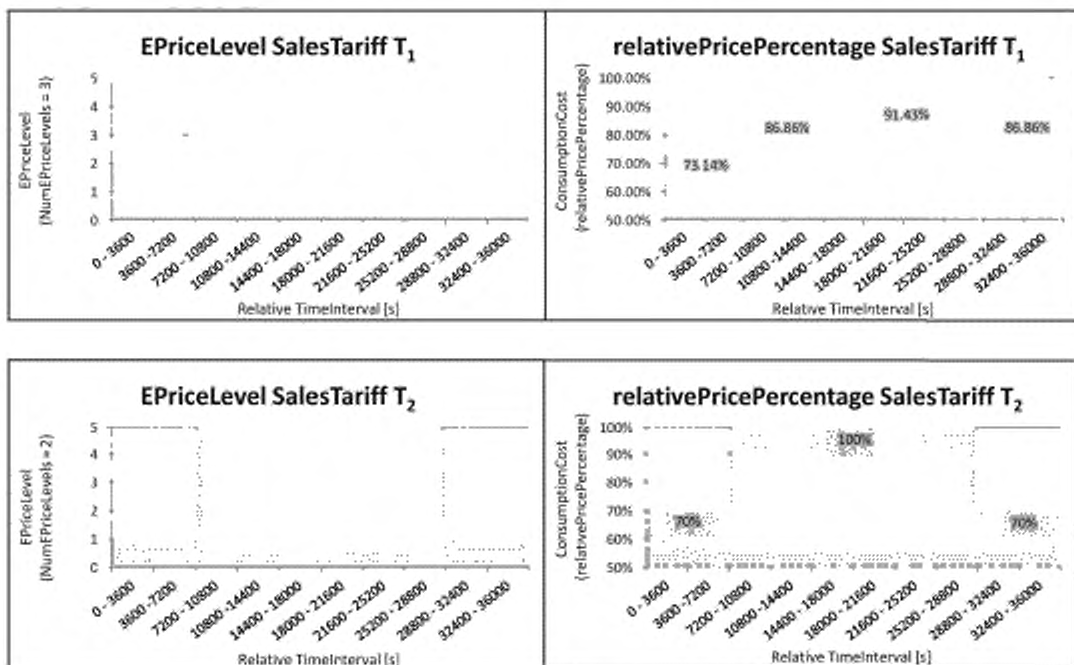 EPriceLevel SalesTariff T1
EPriceLevel
(NumEPriceLevels = 3)
5
4
3
2
1
0
0 - 3600
3600 -7200
7200 - 10800
10800 -14400
14400 - 18000
18000 - 21600
21600 - 25200
25200 - 28800
28800 - 32400
32400 - 36000
Relative TimeInterval [s]
relativePricePercentage SalesTariff T1
ConsumptionCost
(relativePricePercentage)
100.00%
90.00%
80.00%
70.00%
60.00%
50.00%
73.14%
86.86%
91.43%
86.86%
0 - 3600
3600 - 7200
7200 - 10800
10800 - 14400
14400 - 18000
18000 - 21600
21600 - 25200
25200 - 28800
28800 - 32400
32400 - 36000
Relative TimeInterval [s]
EPriceLevel SalesTariff T2
EPriceLevel
(NumEPriceLevels = 2)
5
4
3
2
1
0
0 - 3600
3600 -7200
7200 - 10800
10800 -14400
14400 - 18000
18000 - 21600
21600 - 25200
25200 - 28800
28800 - 32400
32400 - 36000
Relative TimeInterval [s]
relativePricePercentage SalesTariff T2
ConsumptionCost
(relativePricePercentage)
100%
90%
80%
70%
60%
50%
70%
100%
70%
0 - 3600
3600 - 7200
7200 - 10800
10800 - 14400
14400 - 18000
18000 - 21600
21600 - 25200
25200 - 28800
28800 - 32400
32400 - 36000
Relative TimeInterval [s]